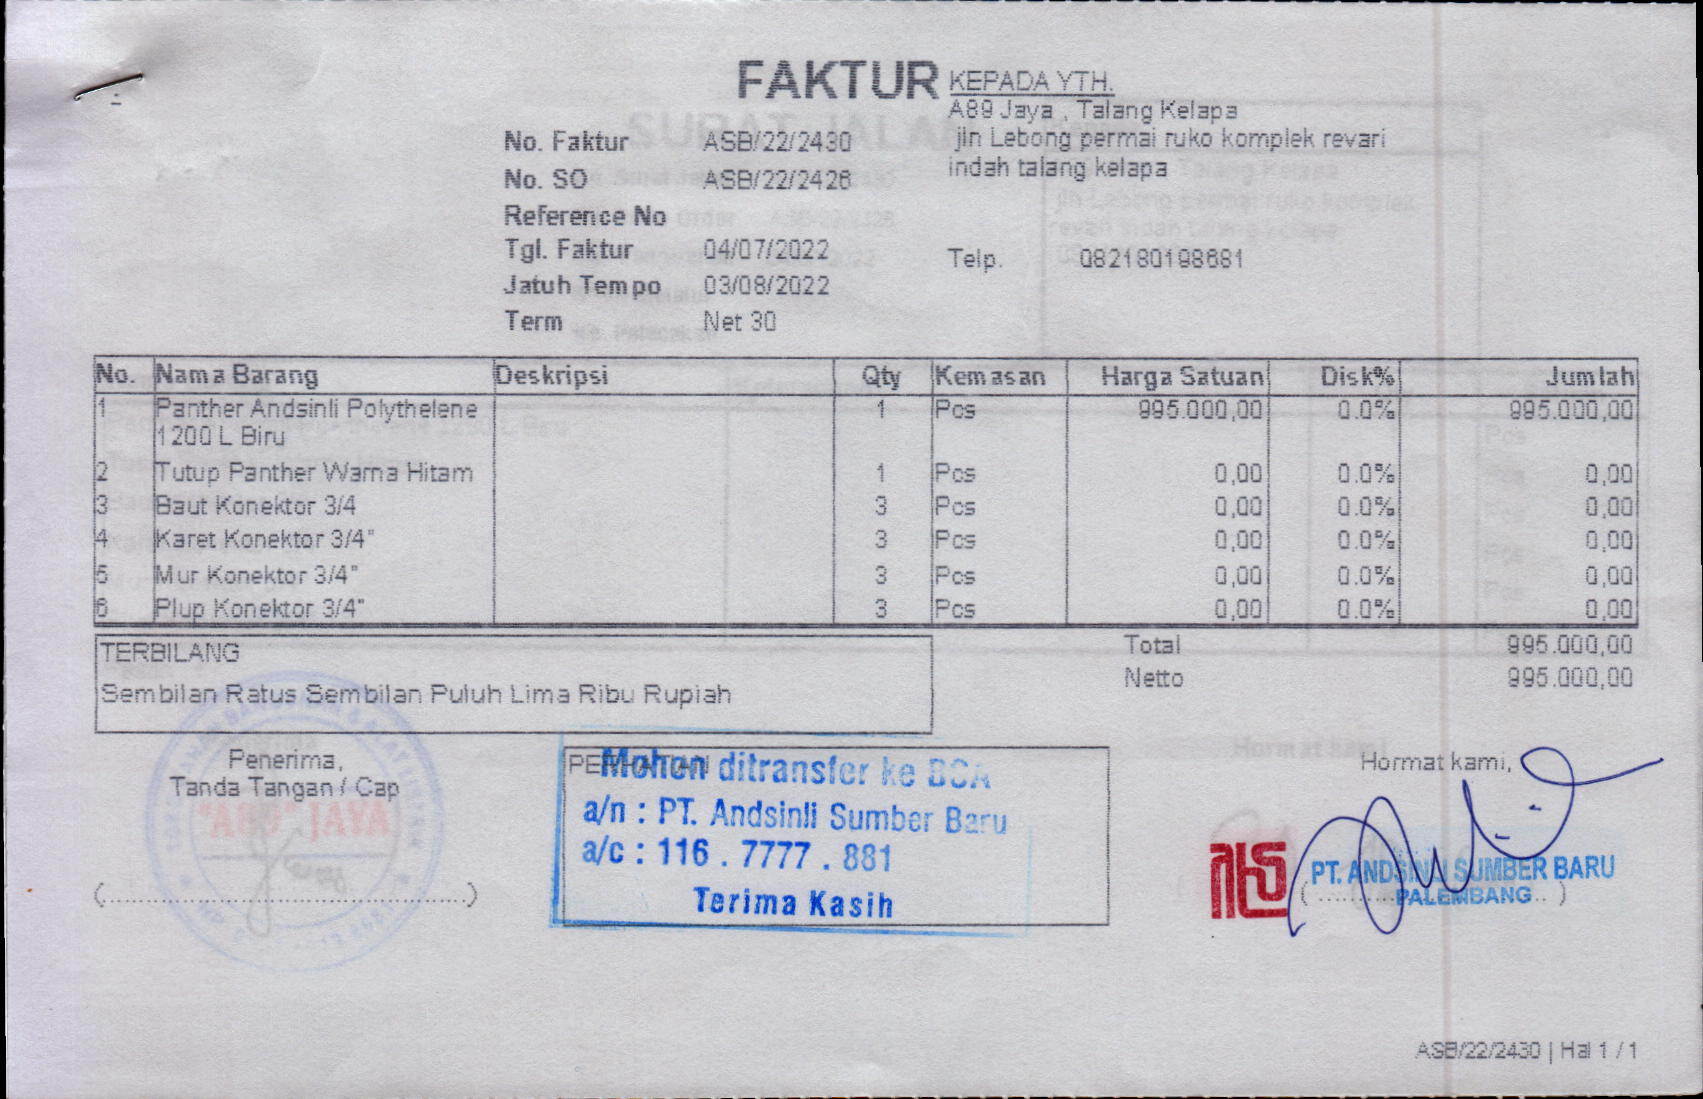 FAKTUR
KEPADA YTH.
A89 Jaya , Talang Kelapa
jln Lebong permai ruko komplek revari
indah talang kelapa
Telp. 082180198681
No. Faktur ASB/22/2430
No. SO ASB/22/2426
Reference No
Tgl. Faktur 04/07/2022
Jatuh Tempo 03/08/2022
Term Net 30
No. Nama Barang Deskripsi Qty Kemasan Harga Satuan Disk% Jumlah
1 Panther Andsinli Polythelene 1 Pcs 995.000,00 0.0% 995.000,00
1200 L Biru
2 Tutup Panther Warna Hitam 1 Pcs 0,00 0.0% 0,00
3 Baut Konektor 3/4 3 Pcs 0,00 0.0% 0,00
4 Karet Konektor 3/4" 3 Pcs 0,00 0.0% 0,00
5 Mur Konektor 3/4" 3 Pcs 0,00 0.0% 0,00
6 Plup Konektor 3/4" 3 Pcs 0,00 0.0% 0,00
TERBILANG
Sembilan Ratus Sembilan Puluh Lima Ribu Rupiah
Total 995.000,00
Netto 995.000,00
Penerima,
Tanda Tangan / Cap
"A89" JAYA
PERHATIAN
Mohon ditransfer ke BCA
a/n : PT. Andsinli Sumber Baru
a/c : 116 . 7777 . 881
Terima Kasih
Hormat kami,
PT. ANDSINLI SUMBER BARU
PALEMBANG
ASB/22/2430 | Hal 1 / 1